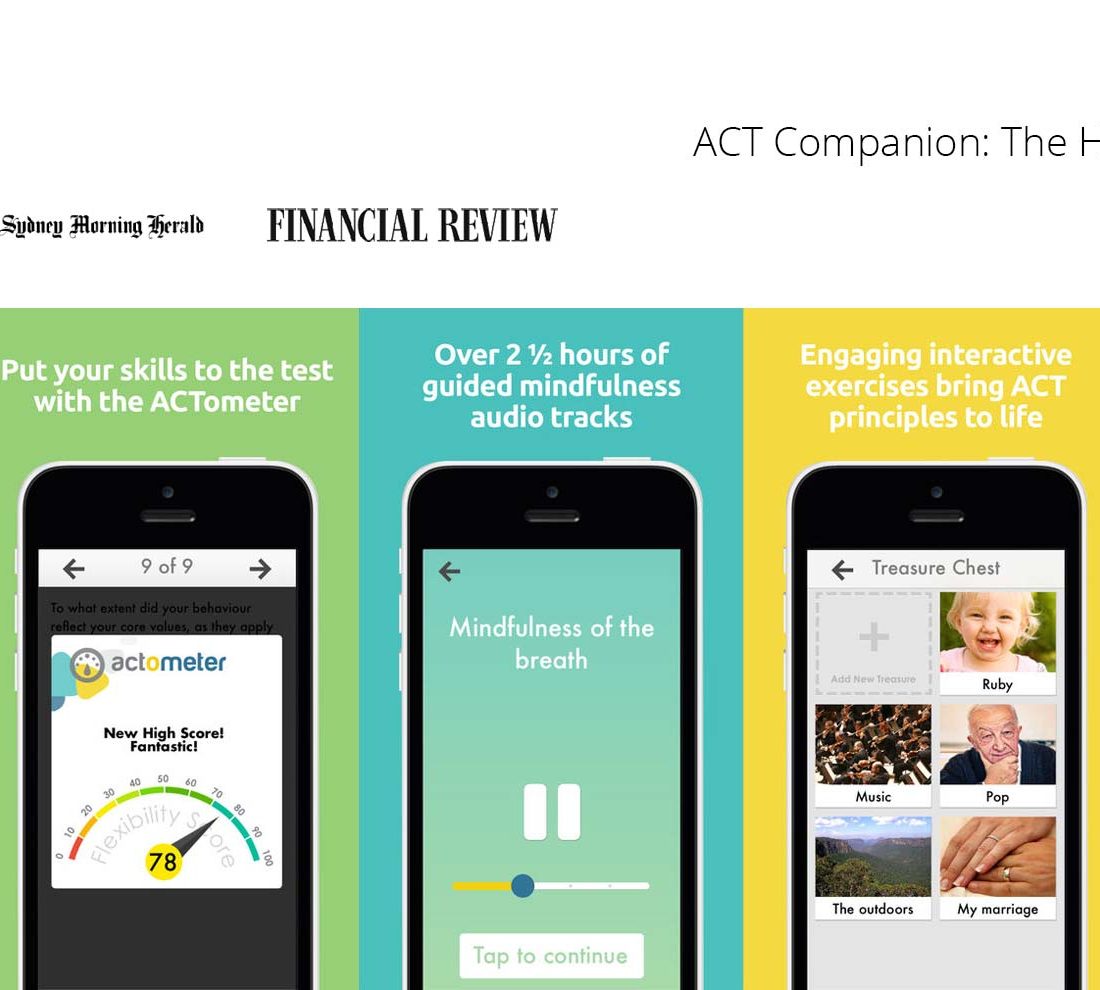 ACT Companion: The H
Sydney Morning Herald
FINANCIAL REVIEW
Put your skills to the test
with the ACTometer
9 of 9
To what extent did your behaviour
reflect your core values, as they apply
actometer
New High Score!
Fantastic!
0 10 20 30 40 50 60 70 80 90 100
Flexibility Score
78
Over 2 ½ hours of
guided mindfulness
audio tracks
Mindfulness of the
breath
Tap to continue
Engaging interactive
exercises bring ACT
principles to life
Treasure Chest
Add New Treasure
Ruby
Music
Pop
The outdoors
My marriage